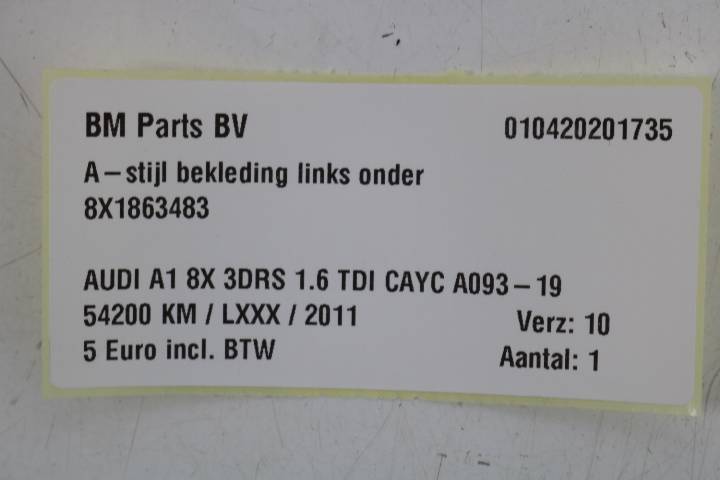 BM Parts BV 010420201735
A-stijl bekleding links onder
8X1863483
AUDI A1 8X 3DRS 1.6 TDI CAYC A093-19
54200 KM / LXXX / 2011 Verz: 10
5 Euro incl. BTW Aantal: 1